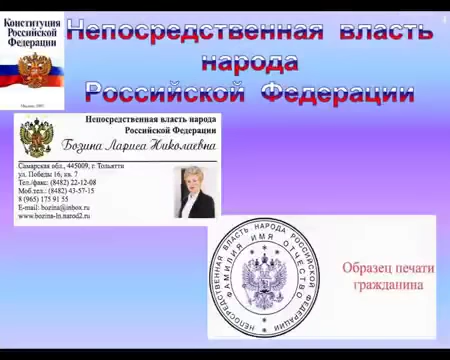 Конституция
Российской
Федерации
Москва, 2007
Непосредственная власть
народа
Российской Федерации
Непосредственная власть народа
Российской Федерации
Бозина Лариса Николаевна
Самарская обл., 445009, г. Тольятти
ул. Победы 16, кв. 7
Тел./факс: (8482) 22-12-08
Моб.тел.: (8482) 43-57-15
8 (965) 175 91 55
E-mail: bozina@inbox.ru
www.bozina-ln.narod2.ru
НЕПОСРЕДСТВЕННАЯ ВЛАСТЬ НАРОДА РОССИЙСКОЙ ФЕДЕРАЦИИ
ФАМИЛИЯ ИМЯ ОТЧЕСТВО
Образец печати
гражданина